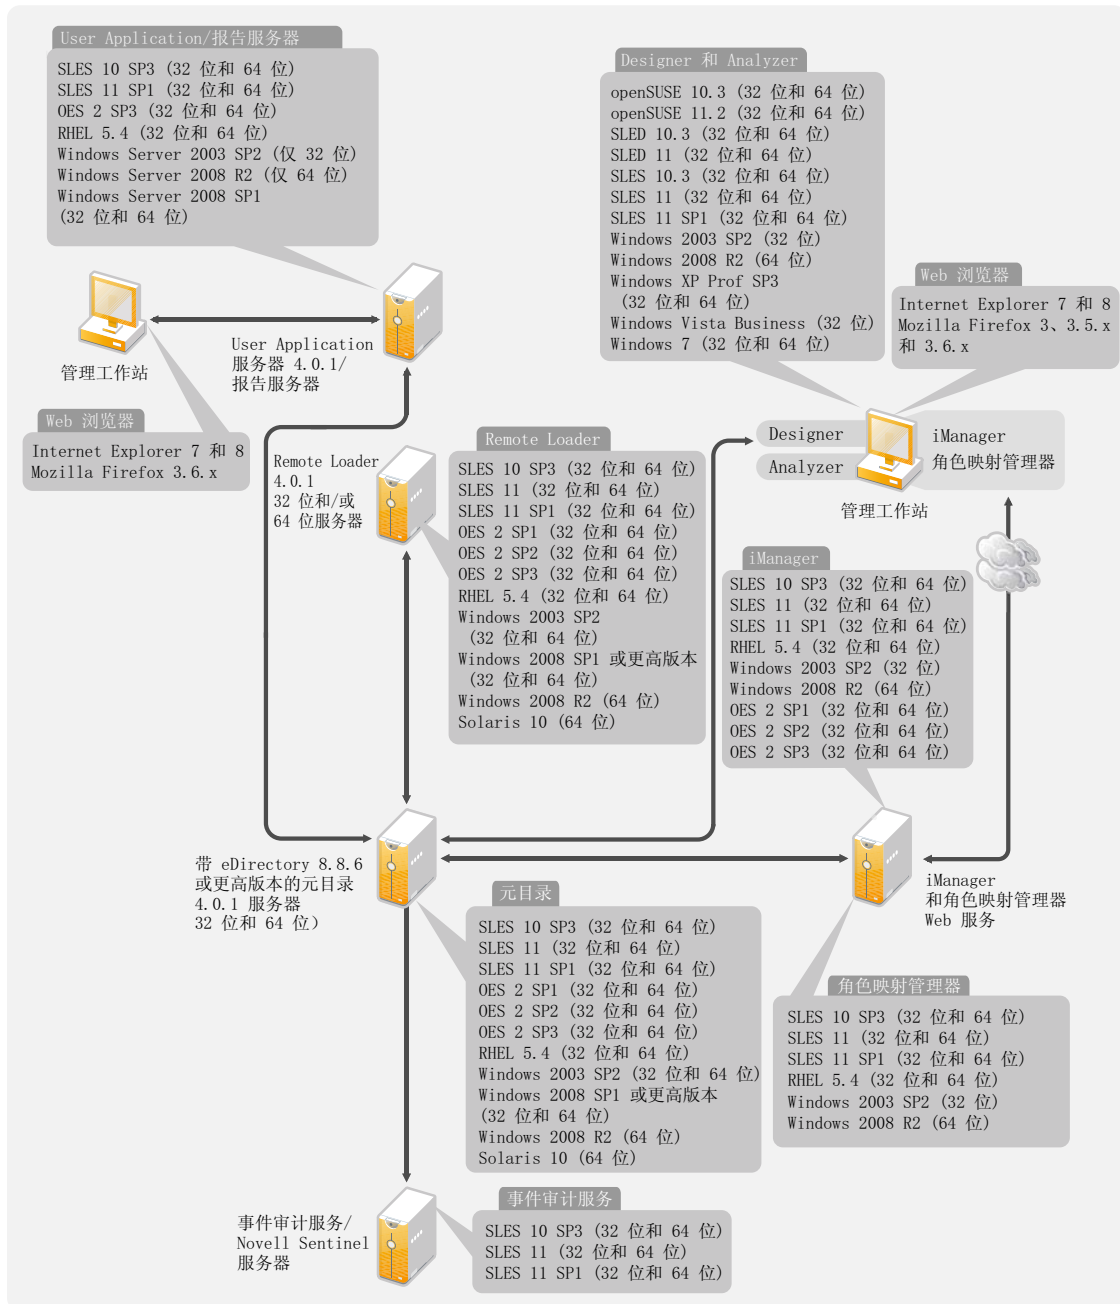 User Application/报告服务器
SLES 10 SP3 (32 位和 64 位)
SLES 11 SP1 (32 位和 64 位)
OES 2 SP3 (32 位和 64 位)
RHEL 5.4 (32 位和 64 位)
Windows Server 2003 SP2 (仅 32 位)
Windows Server 2008 R2 (仅 64 位)
Windows Server 2008 SP1
(32 位和 64 位)
管理工作站
User Application
服务器 4.0.1/
报告服务器
Web 浏览器
Internet Explorer 7 和 8
Mozilla Firefox 3.6.x
Designer 和 Analyzer
openSUSE 10.3 (32 位和 64 位)
openSUSE 11.2 (32 位和 64 位)
SLED 10.3 (32 位和 64 位)
SLED 11 (32 位和 64 位)
SLES 10.3 (32 位和 64 位)
SLES 11 (32 位和 64 位)
SLES 11 SP1 (32 位和 64 位)
Windows 2003 SP2 (32 位)
Windows 2008 R2 (64 位)
Windows XP Prof SP3
(32 位和 64 位)
Windows Vista Business (32 位)
Windows 7 (32 位和 64 位)
Web 浏览器
Internet Explorer 7 和 8
Mozilla Firefox 3、3.5.x
和 3.6.x
Designer
Analyzer
iManager
角色映射管理器
管理工作站
Remote Loader
4.0.1
32 位和/或
64 位服务器
Remote Loader
SLES 10 SP3 (32 位和 64 位)
SLES 11 (32 位和 64 位)
SLES 11 SP1 (32 位和 64 位)
OES 2 SP1 (32 位和 64 位)
OES 2 SP2 (32 位和 64 位)
OES 2 SP3 (32 位和 64 位)
RHEL 5.4 (32 位和 64 位)
Windows 2003 SP2
(32 位和 64 位)
Windows 2008 SP1 或更高版本
(32 位和 64 位)
Windows 2008 R2 (64 位)
Solaris 10 (64 位)
iManager
SLES 10 SP3 (32 位和 64 位)
SLES 11 (32 位和 64 位)
SLES 11 SP1 (32 位和 64 位)
RHEL 5.4 (32 位和 64 位)
Windows 2003 SP2 (32 位)
Windows 2008 R2 (64 位)
OES 2 SP1 (32 位和 64 位)
OES 2 SP2 (32 位和 64 位)
OES 2 SP3 (32 位和 64 位)
带 eDirectory 8.8.6
或更高版本的元目录
4.0.1 服务器
32 位和 64 位）
iManager
和角色映射管理器
Web 服务
元目录
SLES 10 SP3 (32 位和 64 位)
SLES 11 (32 位和 64 位)
SLES 11 SP1 (32 位和 64 位)
OES 2 SP1 (32 位和 64 位)
OES 2 SP2 (32 位和 64 位)
OES 2 SP3 (32 位和 64 位)
RHEL 5.4 (32 位和 64 位)
Windows 2003 SP2 (32 位和 64 位)
Windows 2008 SP1 或更高版本
(32 位和 64 位)
Windows 2008 R2 (64 位)
Solaris 10 (64 位)
角色映射管理器
SLES 10 SP3 (32 位和 64 位)
SLES 11 (32 位和 64 位)
SLES 11 SP1 (32 位和 64 位)
RHEL 5.4 (32 位和 64 位)
Windows 2003 SP2 (32 位)
Windows 2008 R2 (64 位)
事件审计服务/
Novell Sentinel
服务器
事件审计服务
SLES 10 SP3 (32 位和 64 位)
SLES 11 (32 位和 64 位)
SLES 11 SP1 (32 位和 64 位)